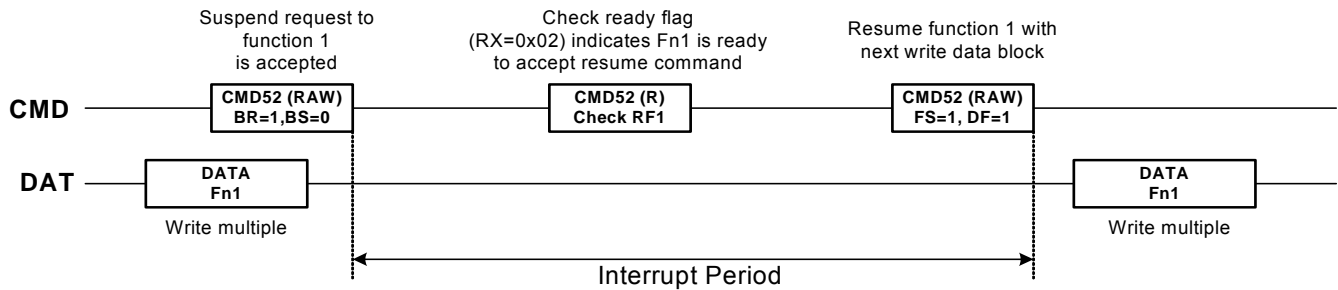 Suspend request to
function 1
is accepted
Check ready flag
(RX=0x02) indicates Fn1 is ready
to accept resume command
Resume function 1 with
next write data block
CMD
CMD52 (RAW)
BR=1,BS=0
CMD52 (R)
Check RF1
CMD52 (RAW)
FS=1, DF=1
DAT
DATA
Fn1
DATA
Fn1
Write multiple
Write multiple
Interrupt Period